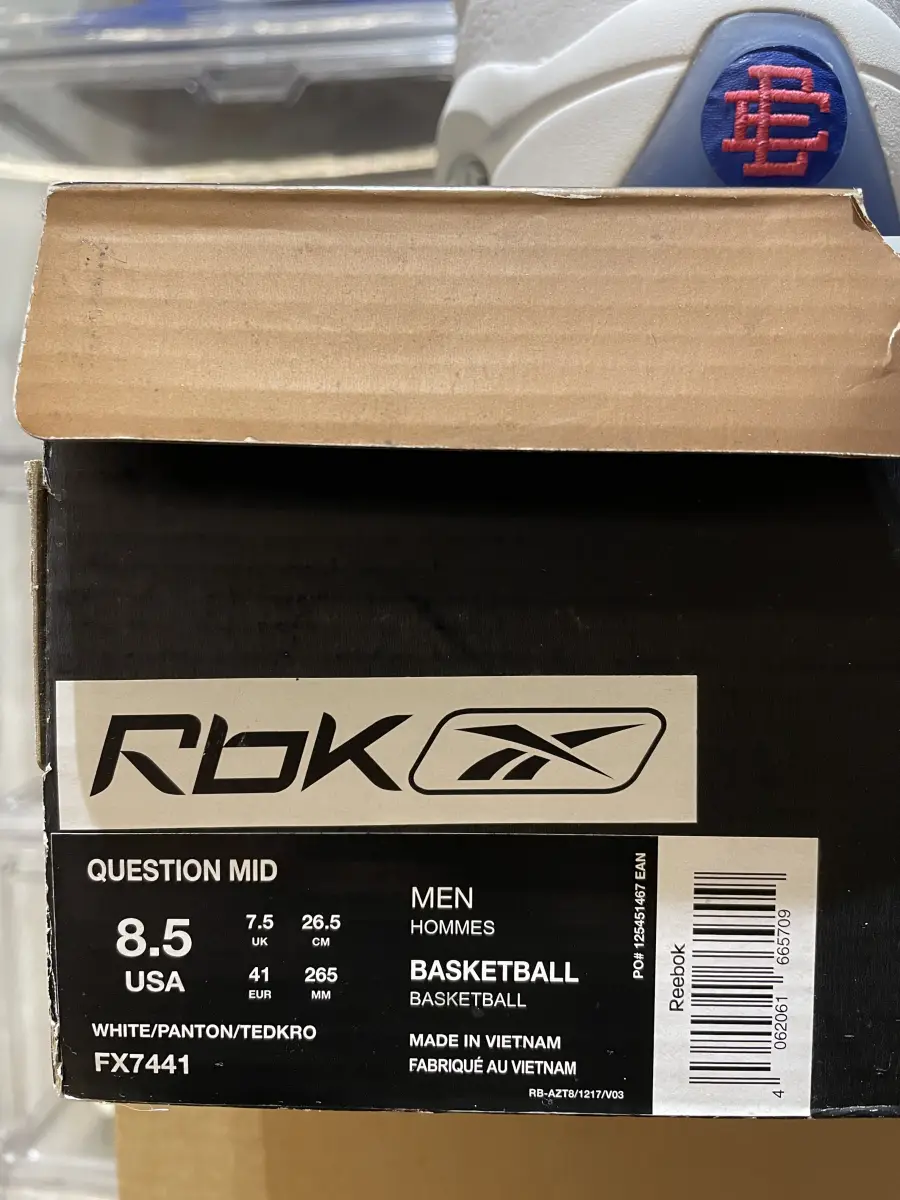 EE
Rbk
QUESTION MID
8.5
USA
7.5
UK
26.5
CM
41
EUR
265
MM
WHITE/PANTON/TEDKRO
FX7441
MEN
HOMMES
BASKETBALL
BASKETBALL
MADE IN VIETNAM
FABRIQUÉ AU VIETNAM
RB-AZT8/1217/V03
PO# 125451467 EAN
Reebok
4 062061 665709